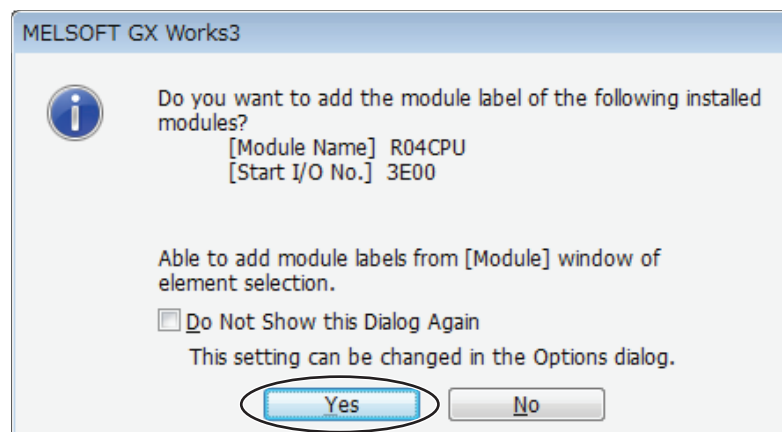 MELSOFT GX Works3
Do you want to add the module label of the following installed
modules?
[Module Name] R04CPU
[Start I/O No.] 3E00
Able to add module labels from [Module] window of
element selection.
Do Not Show this Dialog Again
This setting can be changed in the Options dialog.
Yes No